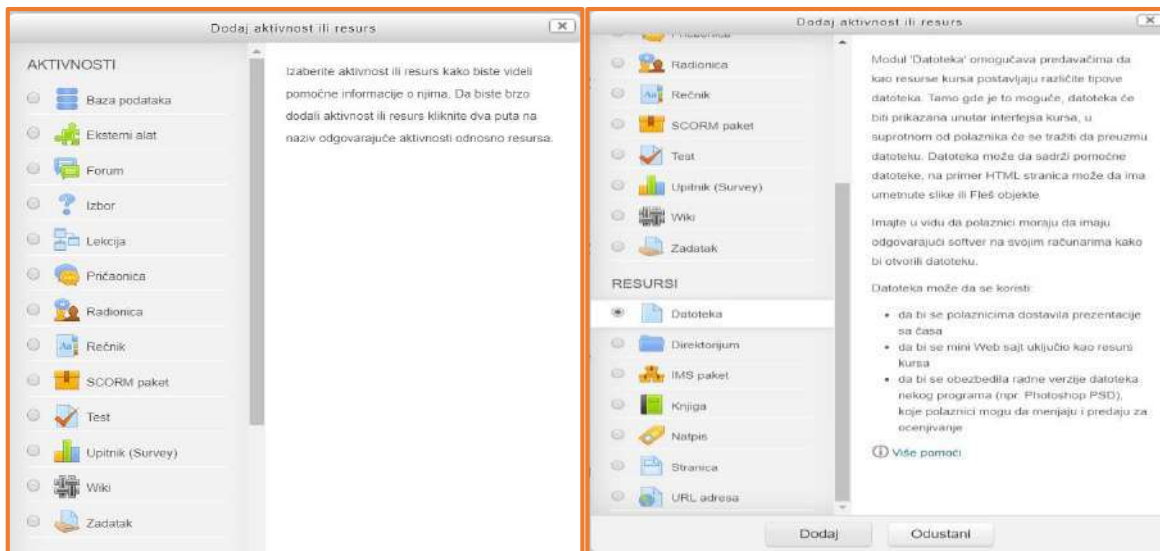 Dodaj aktivnost ili resurs
AKTIVNOSTI
Baza podataka
Eksterni alat
Forum
Izbor
Lekcija
Pričaonica
Radionica
Rečnik
SCORM paket
Test
Upitnik (Survey)
Wiki
Zadatak
Izaberite aktivnost ili resurs kako biste videli
pomoćne informacije o njima. Da biste brzo
dodali aktivnost ili resurs kliknite dva puta na
naziv odgovarajuće aktivnosti odnosno resursa.
Dodaj aktivnost ili resurs
Pričaonica
Radionica
Rečnik
SCORM paket
Test
Upitnik (Survey)
Wiki
Zadatak
RESURSI
Datoteka
Direktorijum
IMS paket
Knjiga
Natpis
Stranica
URL adresa
Modul 'Datoteka' omogućava predavačima da
kao resurse kursa postavljaju različite tipove
datoteka. Tamo gde je to moguće, datoteka će
biti prikazana unutar interfejsa kursa, u
suprotnom od polaznika će se tražiti da preuzmu
datoteku. Datoteka može da sadrži pomoćne
datoteke, na primer HTML stranica može da ima
umetnute slike ili Fleš objekte
Imajte u vidu da polaznici moraju da imaju
odgovarajući softver na svojim računarima kako
bi otvorili datoteku.
Datoteka može da se koristi:
• da bi se polaznicima dostavila prezentacije
sa časa
• da bi se mini Web sajt uključio kao resurs
kursa
• da bi se obezbedila radne verzije datoteka
nekog programa (npr. Photoshop PSD),
koje polaznici mogu da menjaju i predaju za
ocenjivanje
Više pomoći
Dodaj
Odustani